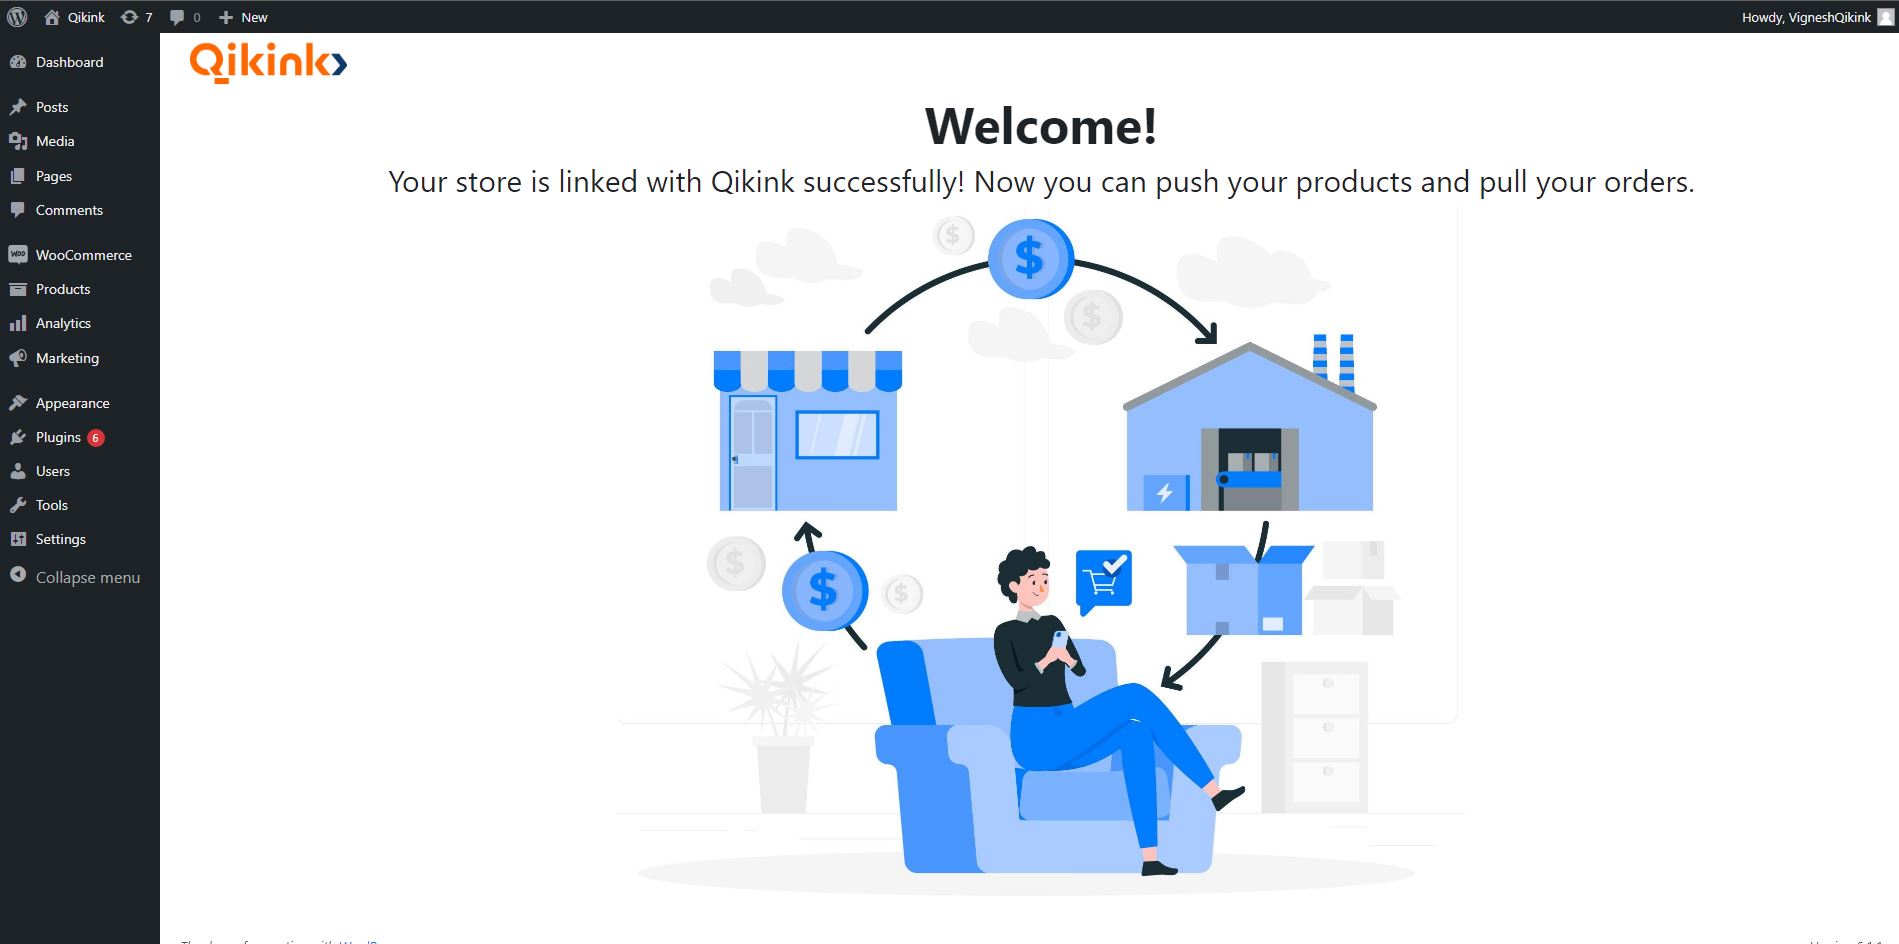 Qikink
7
0
New
Howdy, VigneshQikink
Dashboard
Posts
Media
Pages
Comments
WOO
WooCommerce
Products
Analytics
Marketing
Appearance
Plugins 6
Users
Tools
Settings
Collapse menu
Qikink
Welcome!
Your store is linked with Qikink successfully! Now you can push your products and pull your orders.
$
$
$
$
$
$